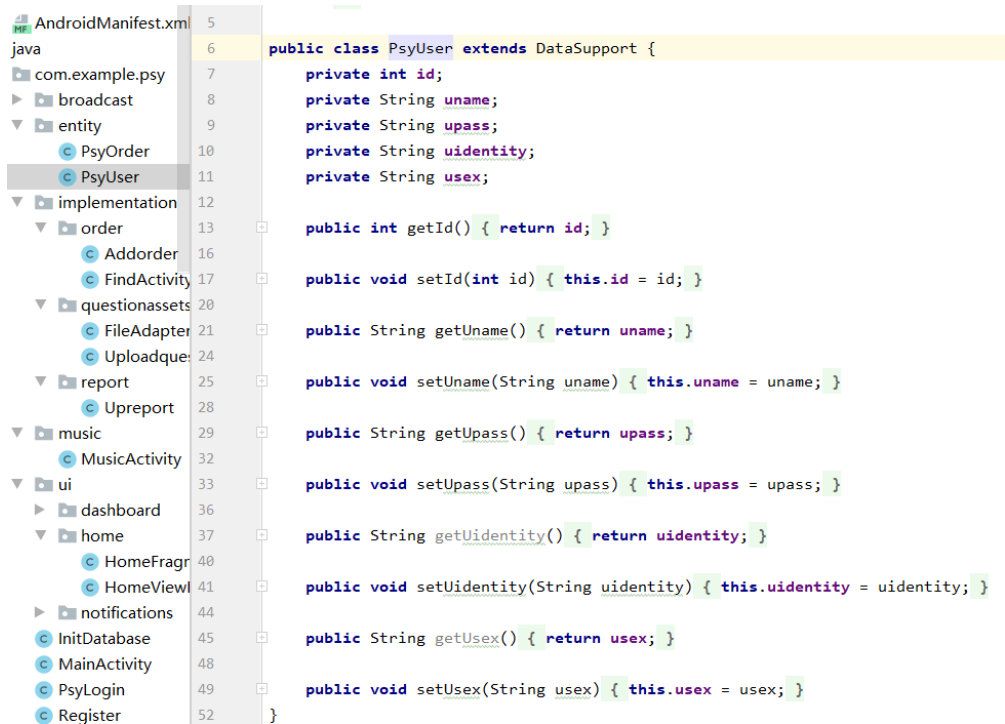 AndroidManifest.xml
java
com.example.psy
broadcast
entity
PsyOrder
PsyUser
implementation
order
Addorder
FindActivity
questionassets
FileAdapter
Uploadque
report
Upreport
music
MusicActivity
ui
dashboard
home
HomeFragr
HomeView
notifications
InitDatabase
MainActivity
PsyLogin
Register
5
6 public class PsyUser extends DataSupport {
7 private int id;
8 private String uname;
9 private String upass;
10 private String uidentity;
11 private String usex;
12
13 public int getId() { return id; }
16
17 public void setId(int id) { this.id = id; }
20
21 public String getUname() { return uname; }
24
25 public void setUname(String uname) { this.uname = uname; }
28
29 public String getUpass() { return upass; }
32
33 public void setUpass(String upass) { this.upass = upass; }
36
37 public String getUidentity() { return uidentity; }
40
41 public void setUidentity(String uidentity) { this.uidentity = uidentity; }
44
45 public String getUsex() { return usex; }
48
49 public void setUsex(String usex) { this.usex = usex; }
52 }